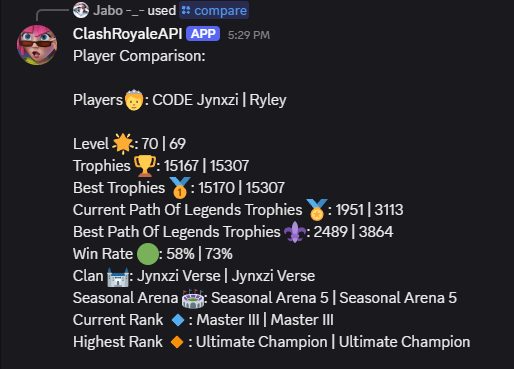 Jabo -_- used compare
ClashRoyaleAPI APP 5:29 PM
Player Comparison:
Players🤴: CODE Jynxzi | Ryley
Level 🌟: 70 | 69
Trophies 🏆: 15167 | 15307
Best Trophies 🥇: 15170 | 15307
Current Path Of Legends Trophies 🏅: 1951 | 3113
Best Path Of Legends Trophies ⚜: 2489 | 3864
Win Rate 🟢: 58% | 73%
Clan 🏰: Jynxzi Verse | Jynxzi Verse
Seasonal Arena 🏟: Seasonal Arena 5 | Seasonal Arena 5
Current Rank 🔹: Master III | Master III
Highest Rank 🔸: Ultimate Champion | Ultimate Champion